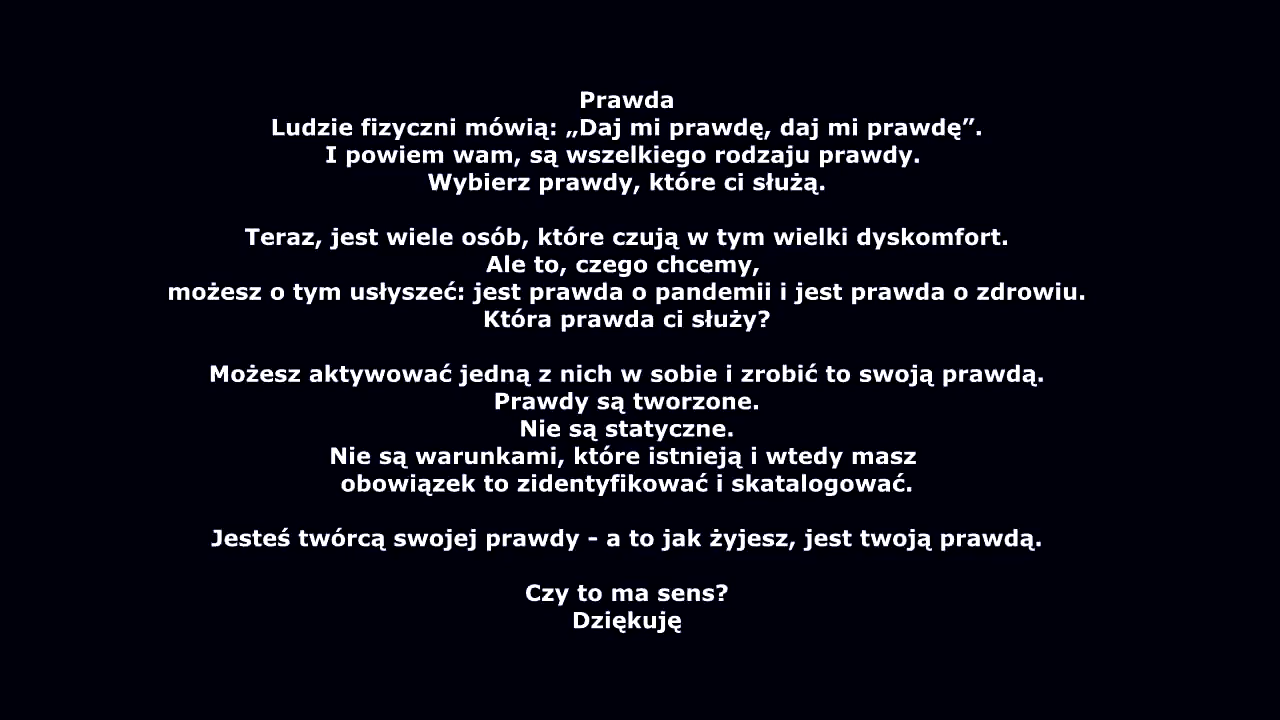 Prawda
Ludzie fizyczni mówią: „Daj mi prawdę, daj mi prawdę”.
I powiem wam, są wszelkiego rodzaju prawdy.
Wybierz prawdy, które ci służą.
Teraz, jest wiele osób, które czują w tym wielki dyskomfort.
Ale to, czego chcemy,
możesz o tym usłyszeć: jest prawda o pandemii i jest prawda o zdrowiu.
Która prawda ci służy?
Możesz aktywować jedną z nich w sobie i zrobić to swoją prawdą.
Prawdy są tworzone.
Nie są statyczne.
Nie są warunkami, które istnieją i wtedy masz
obowiązek to zidentyfikować i skatalogować.
Jesteś twórcą swojej prawdy - a to jak żyjesz, jest twoją prawdą.
Czy to ma sens?
Dziękuję